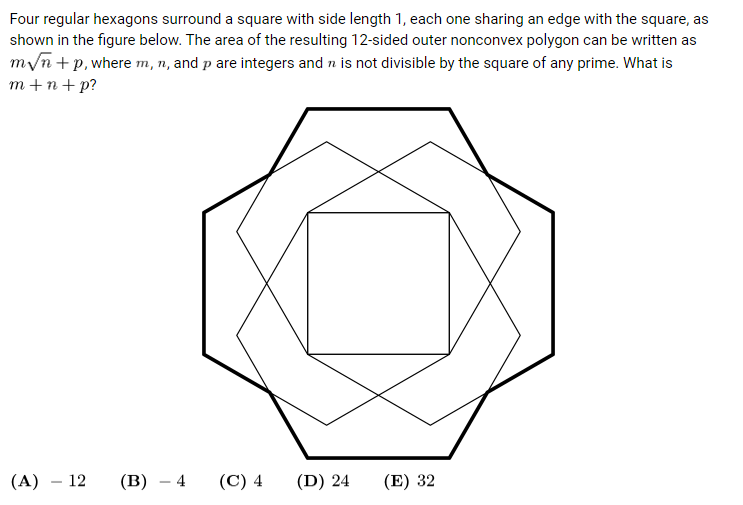 Four regular hexagons surround a square with side length 1, each one sharing an edge with the square, as
shown in the figure below. The area of the resulting 12-sided outer nonconvex polygon can be written as
m√n + p, where m, n, and p are integers and n is not divisible by the square of any prime. What is
m + n + p?
(A) − 12 (B) − 4 (C) 4 (D) 24 (E) 32